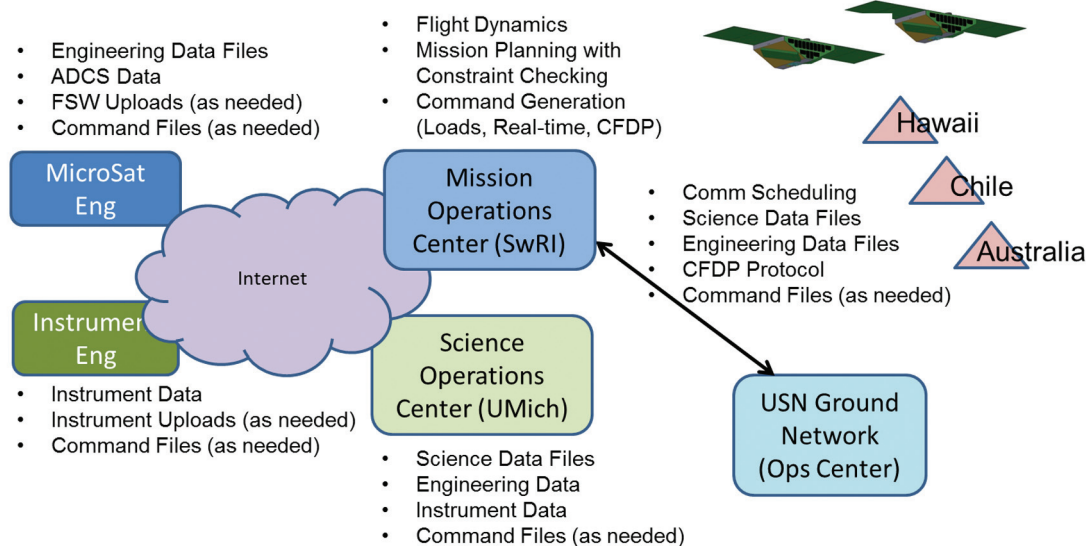 • Engineering Data Files
• ADCS Data
• FSW Uploads (as needed)
• Command Files (as needed)
MicroSat
Eng
• Flight Dynamics
• Mission Planning with
Constraint Checking
• Command Generation
(Loads, Real-time, CFDP)
Mission
Operations
Center (SwRI)
Hawaii
Chile
Australia
• Comm Scheduling
• Science Data Files
• Engineering Data Files
• CFDP Protocol
• Command Files (as needed)
Internet
Instrumen
Eng
• Instrument Data
• Instrument Uploads (as needed)
• Command Files (as needed)
Science
Operations
Center (UMich)
• Science Data Files
• Engineering Data
• Instrument Data
• Command Files (as needed)
USN Ground
Network
(Ops Center)